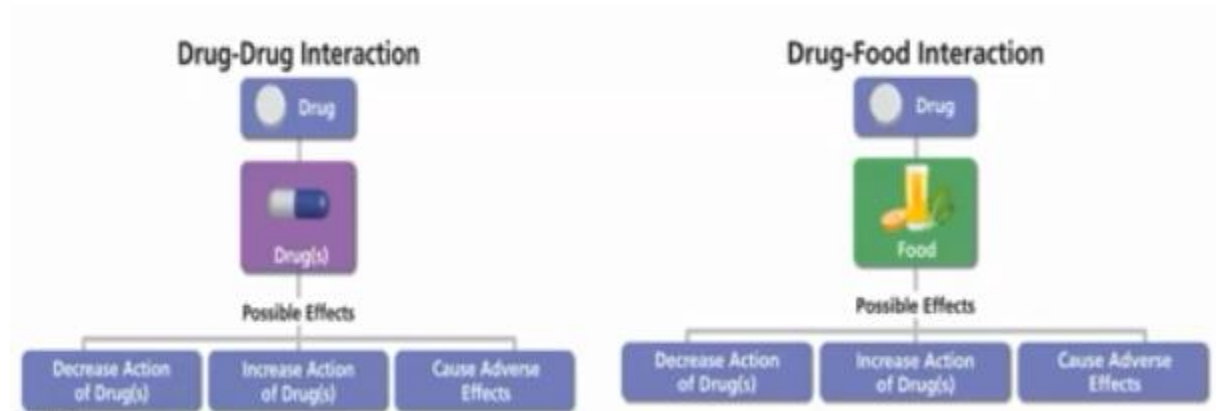 Drug-Drug Interaction
Drug
Drug(s)
Possible Effects
Decrease Action
of Drug(s)
Increase Action
of Drug(s)
Cause Adverse
Effects
Drug-Food Interaction
Drug
Food
Possible Effects
Decrease Action
of Drug(s)
Increase Action
of Drug(s)
Cause Adverse
Effects